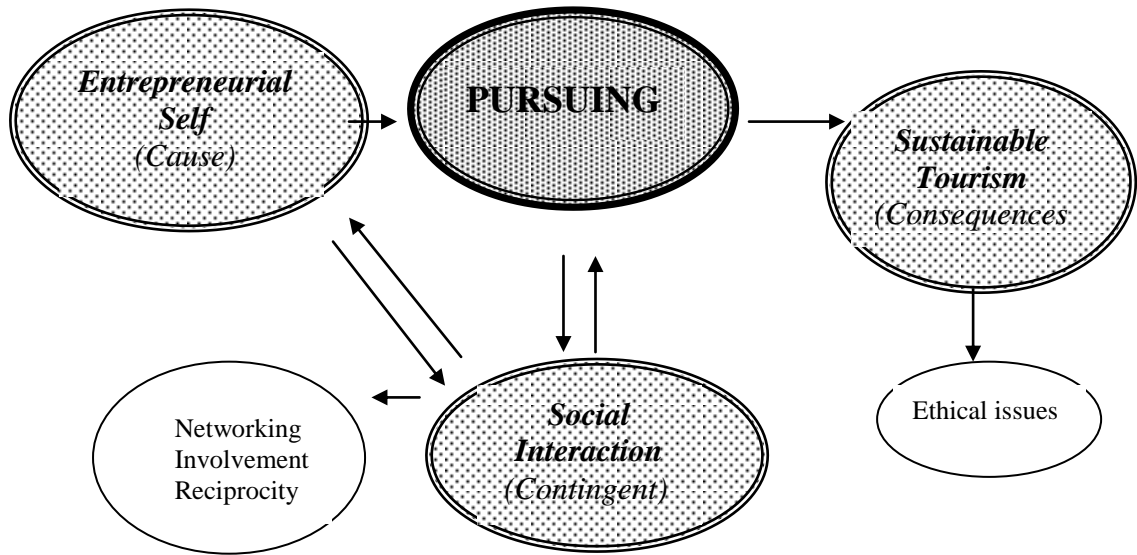 Entrepreneurial
Self
(Cause)
PURSUING
Sustainable
Tourism
(Consequences
Networking
Involvement
Reciprocity
Social
Interaction
(Contingent)
Ethical issues